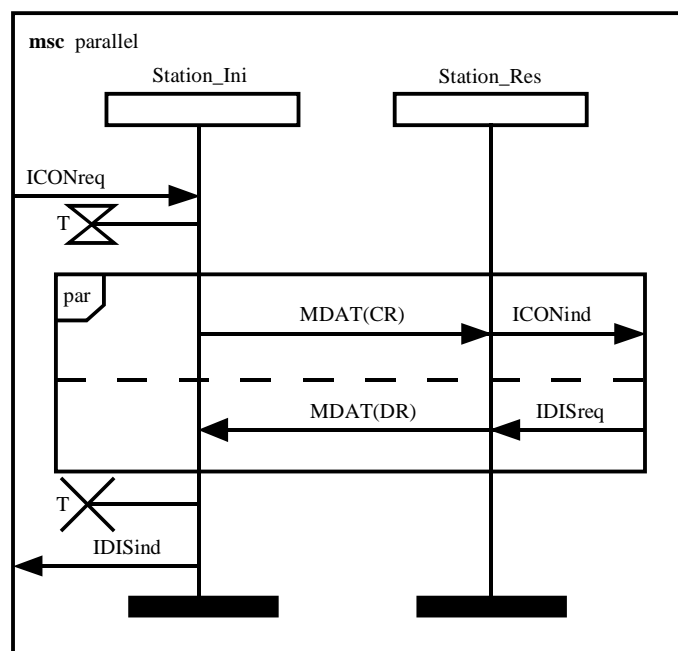 msc parallel
Station_Ini
Station_Res
ICONreq
T
par
MDAT(CR)
ICONind
MDAT(DR)
IDISreq
T
IDISind